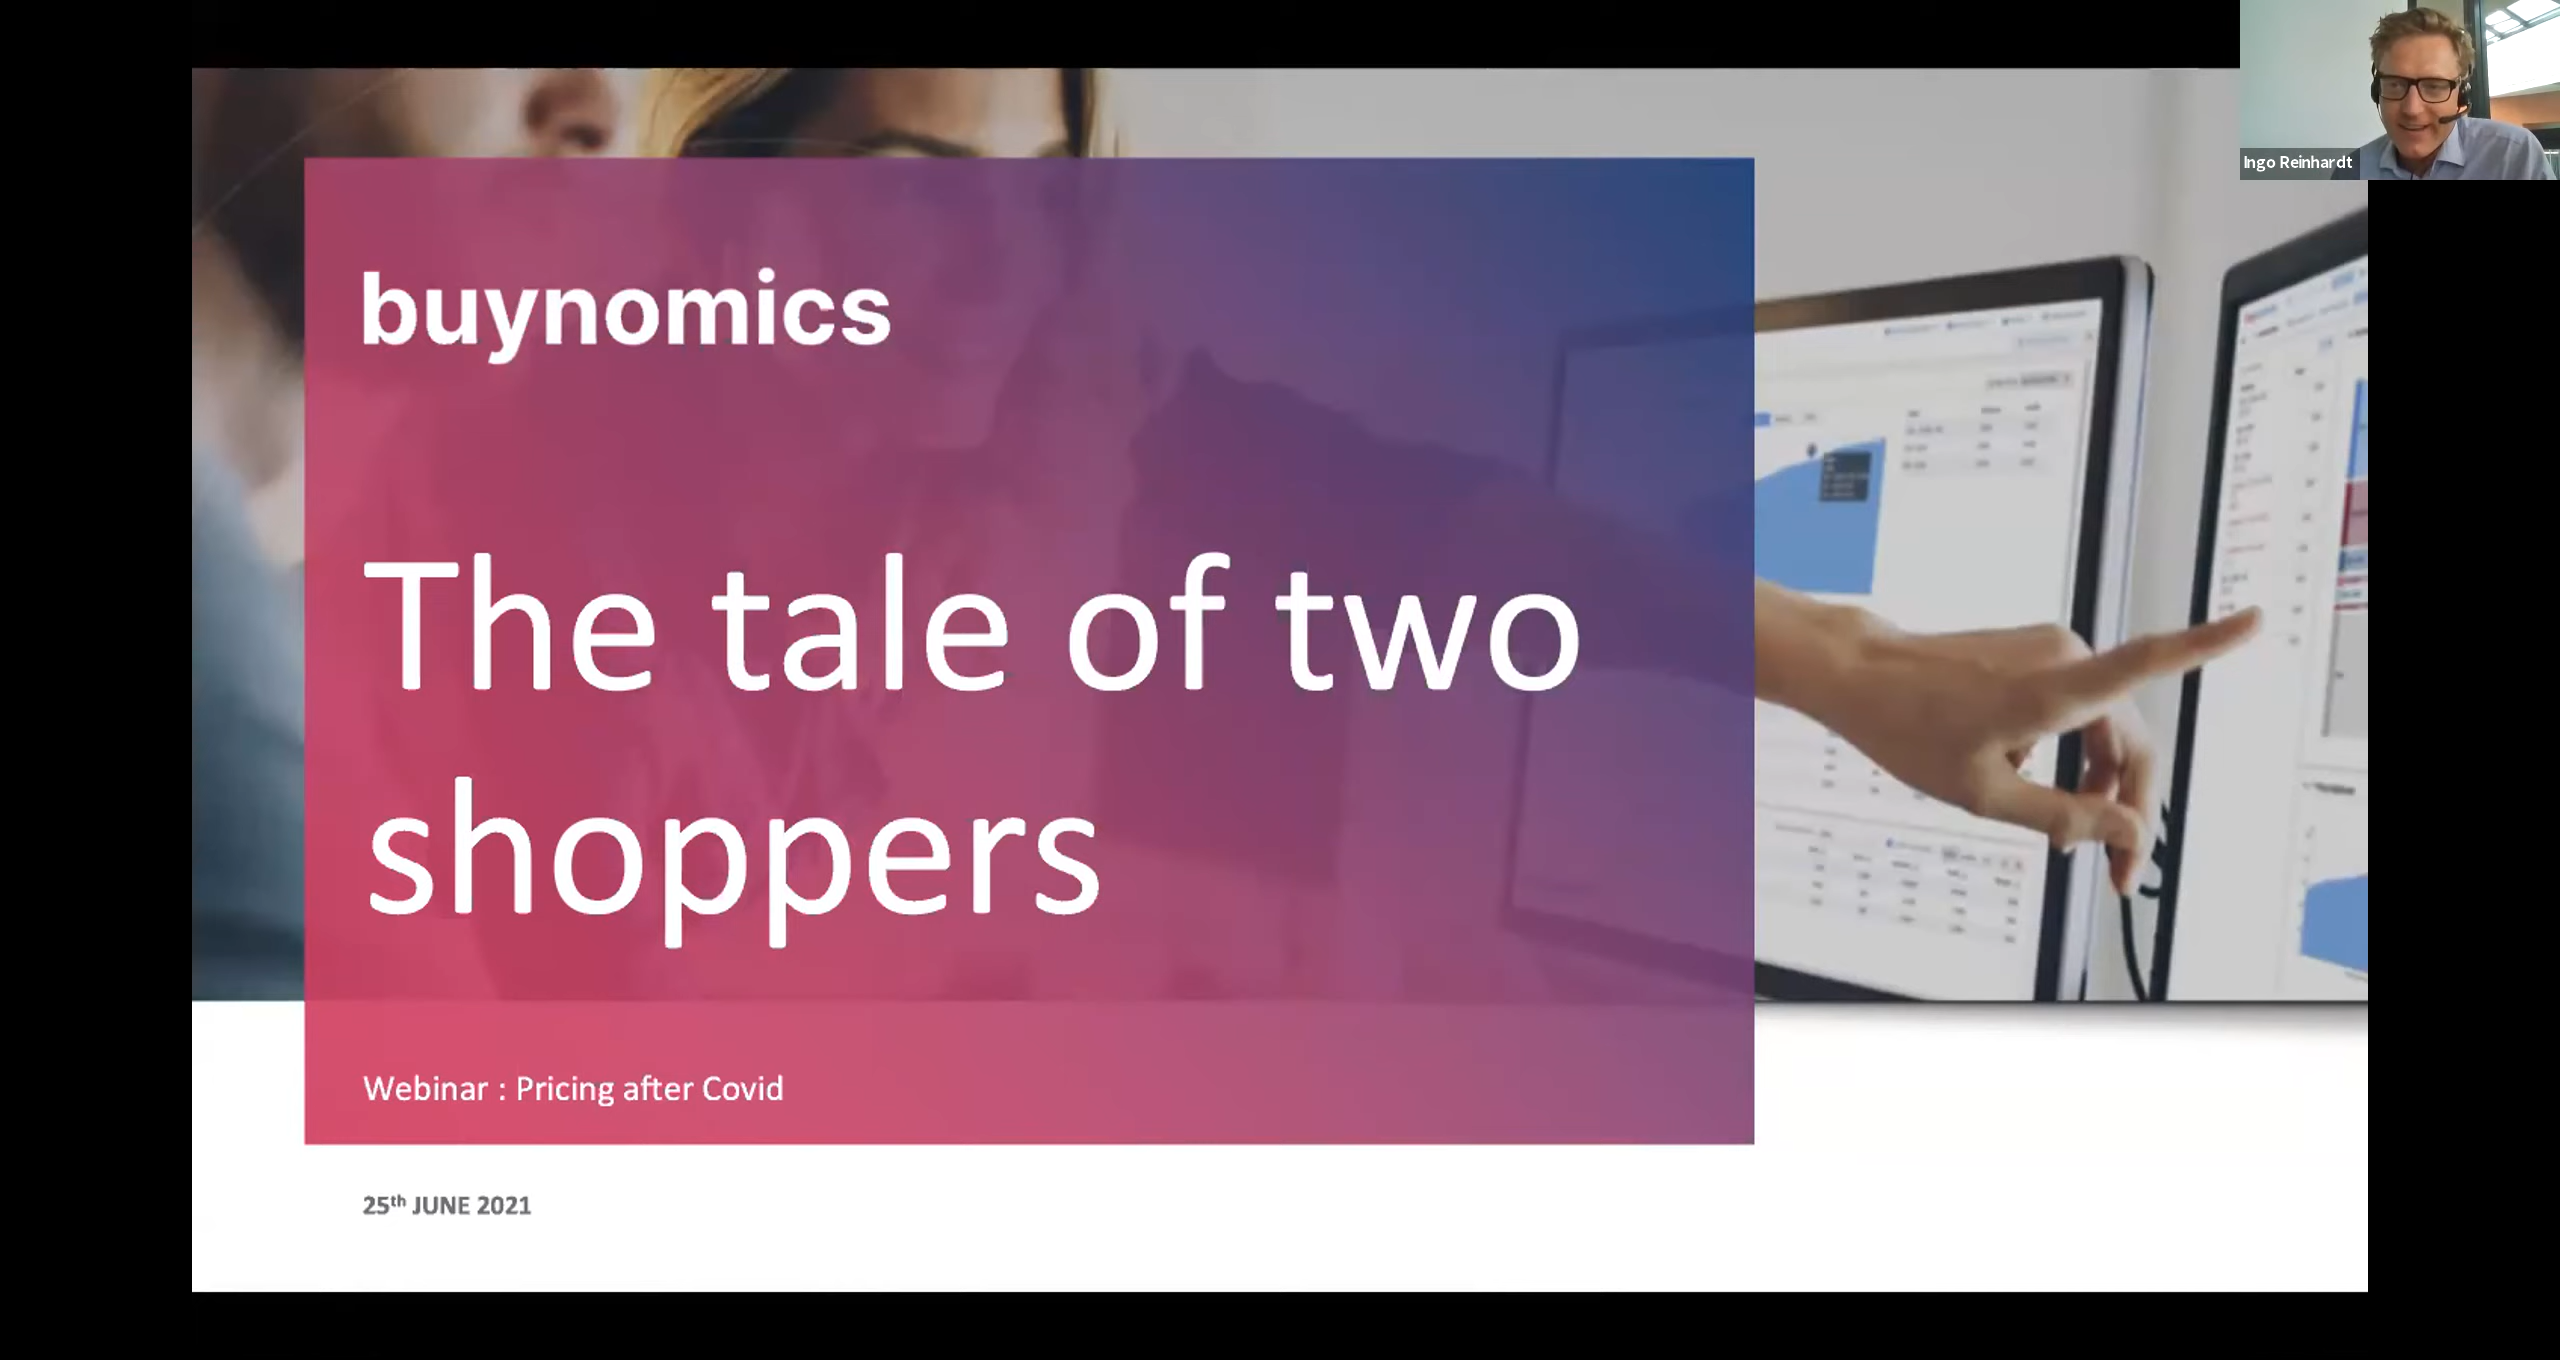 Ingo Reinhardt
buynomics
The tale of two
shoppers
Webinar : Pricing after Covid
25th JUNE 2021